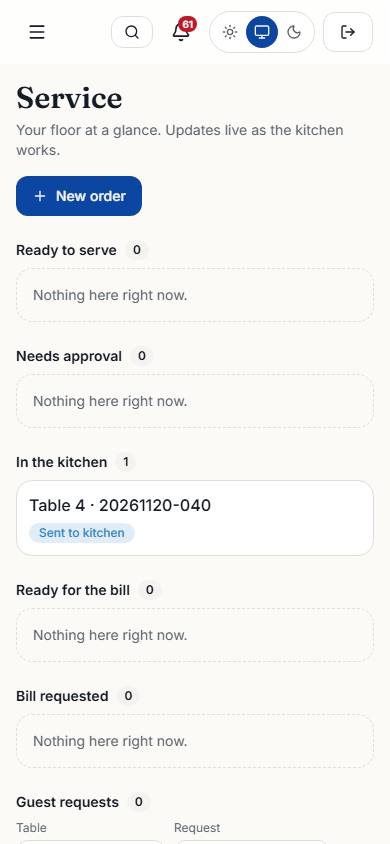 61
Service
Your floor at a glance. Updates live as the kitchen
works.
New order
Ready to serve 0
Nothing here right now.
Needs approval 0
Nothing here right now.
In the kitchen 1
Table 4 · 20261120-040
Sent to kitchen
Ready for the bill 0
Nothing here right now.
Bill requested 0
Nothing here right now.
Guest requests 0
Table Request